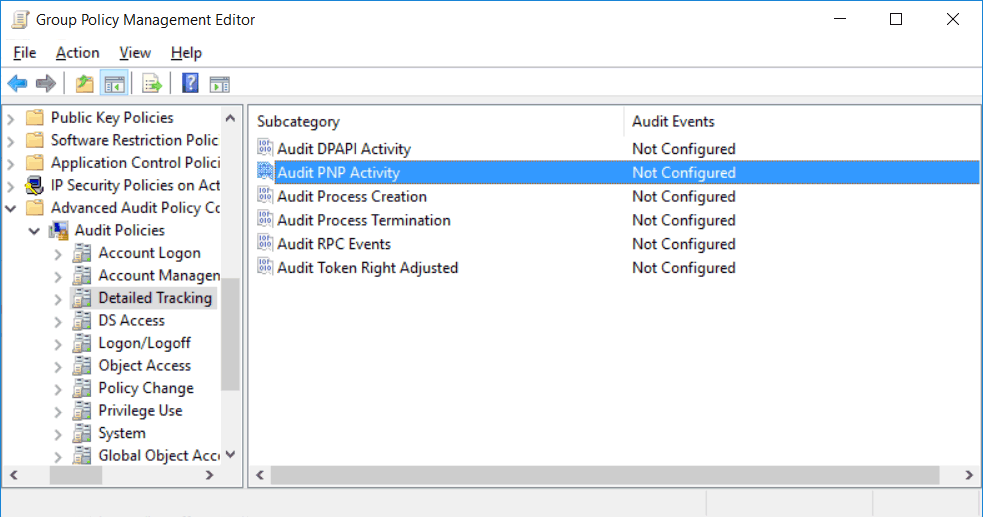 Group Policy Management Editor
File Action View Help
Public Key Policies
Software Restriction Polic
Application Control Polici
IP Security Policies on Act
Advanced Audit Policy Co
Audit Policies
Account Logon
Account Managen
Detailed Tracking
DS Access
Logon/Logoff
Object Access
Policy Change
Privilege Use
System
Global Object Acc
Subcategory Audit Events
Audit DPAPI Activity Not Configured
Audit PNP Activity Not Configured
Audit Process Creation Not Configured
Audit Process Termination Not Configured
Audit RPC Events Not Configured
Audit Token Right Adjusted Not Configured